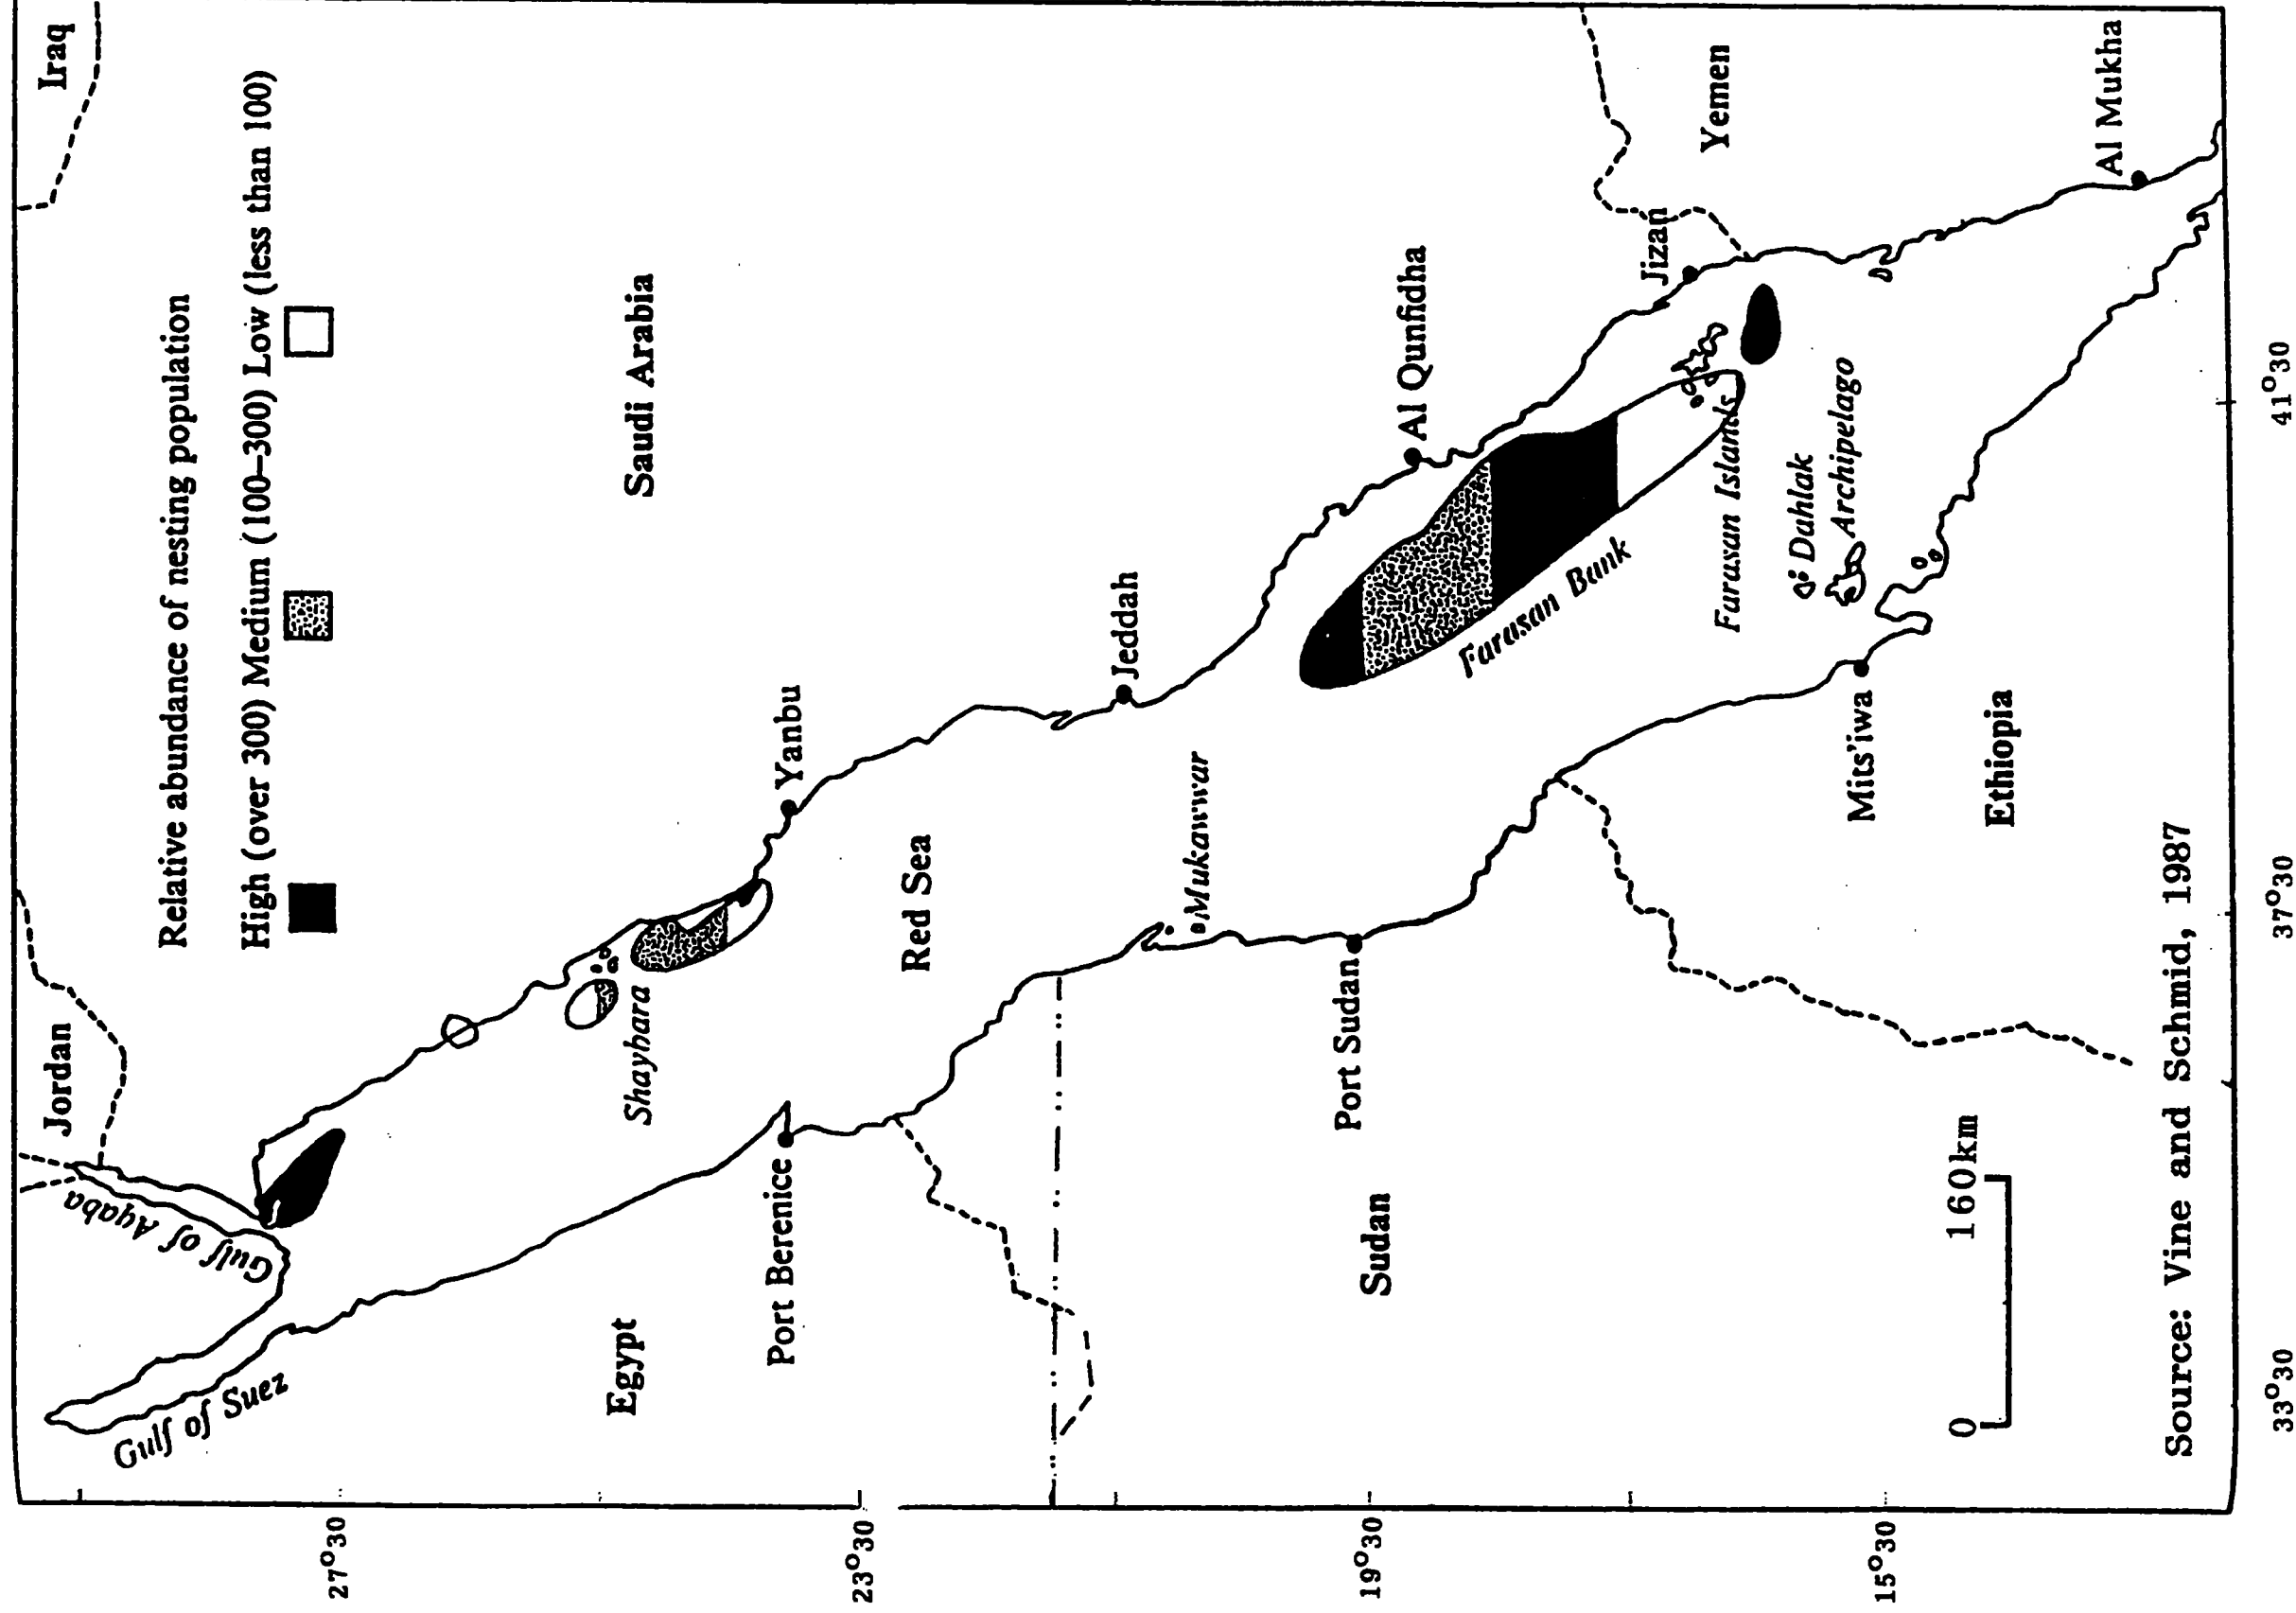 Relative abundance of nesting population
High (over 300) Medium (100–300) Low (less than 100)
Iraq
Jordan
Gulf of Aqaba
Gulf of Suez
Saudi Arabia
Egypt
Shaybara
Yanbu
Port Berenice
Red Sea
Jeddah
Mukawwar
Port Sudan
Sudan
Al Qunfidha
Farasan Bank
Jizan
Yemen
Farasan Islands
Dahlak
Archipelago
Mits'iwa
Ethiopia
Al Mukha
0 160km
Source: Vine and Schmid, 1987
27°30
23°30
19°30
15°30
33°30
37°30
41°30